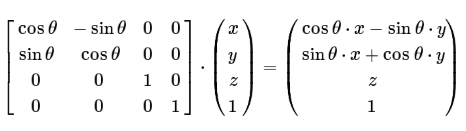 [cos θ −sin θ 0 0] (x) (cos θ · x − sin θ · y)
[sin θ cos θ 0 0] (y) (sin θ · x + cos θ · y)
[0 0 1 0] · (z) = (z)
[0 0 0 1] (1) (1)